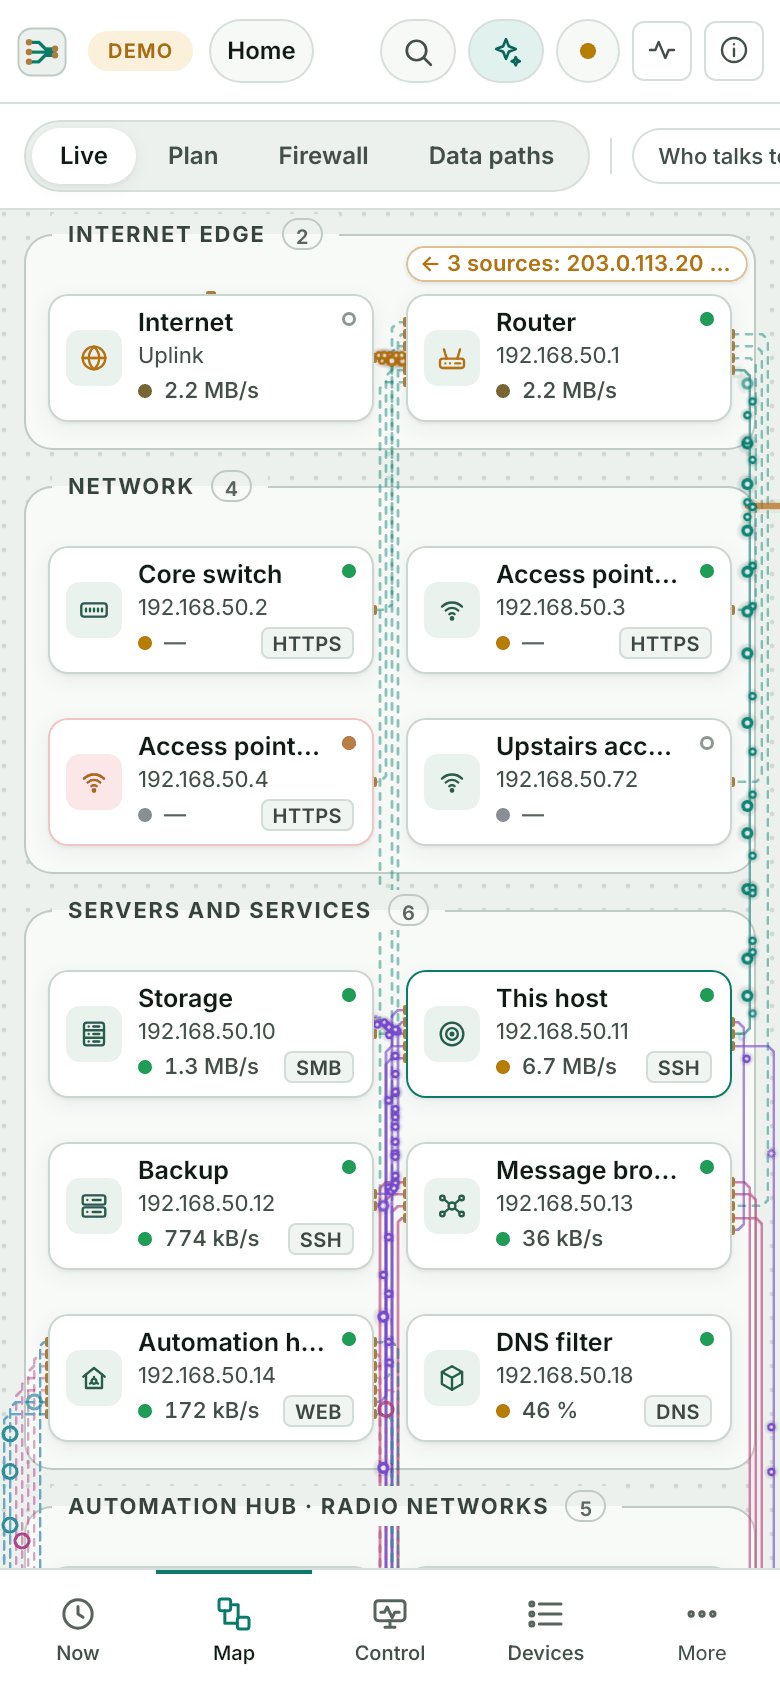 DEMO
Home
Live
Plan
Firewall
Data paths
Who talks to
INTERNET EDGE 2
← 3 sources: 203.0.113.20 ...
Internet
Uplink
2.2 MB/s
Router
192.168.50.1
2.2 MB/s
NETWORK 4
Core switch
192.168.50.2
—
HTTPS
Access point...
192.168.50.3
—
HTTPS
Access point...
192.168.50.4
—
HTTPS
Upstairs acc...
192.168.50.72
—
SERVERS AND SERVICES 6
Storage
192.168.50.10
1.3 MB/s
SMB
This host
192.168.50.11
6.7 MB/s
SSH
Backup
192.168.50.12
774 kB/s
SSH
Message bro...
192.168.50.13
36 kB/s
Automation h...
192.168.50.14
172 kB/s
WEB
DNS filter
192.168.50.18
46 %
DNS
AUTOMATION HUB · RADIO NETWORKS 5
Now
Map
Control
Devices
More